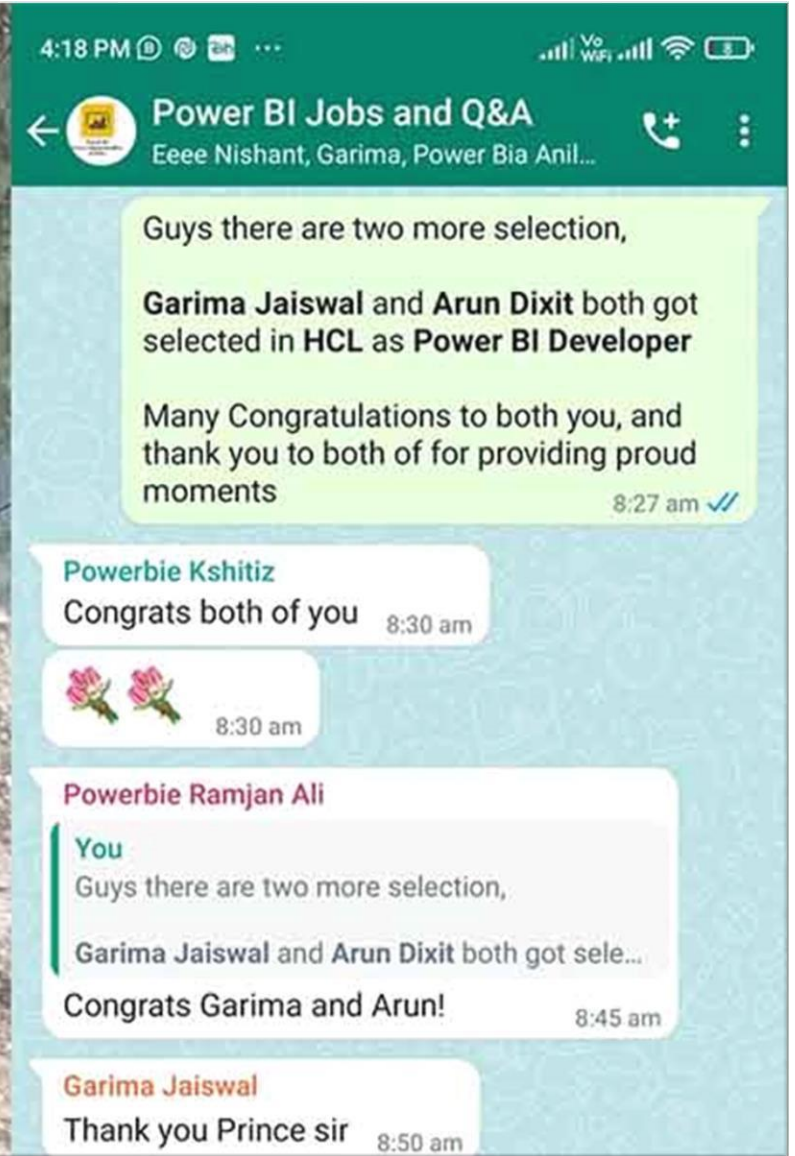 4:18 PM
Vo
WiFi
8
Power BI Jobs and Q&A
Eeee Nishant, Garima, Power Bia Anil...
Guys there are two more selection,
Garima Jaiswal and Arun Dixit both got
selected in HCL as Power BI Developer
Many Congratulations to both you, and
thank you to both of for providing proud
moments
8:27 am
Powerbie Kshitiz
Congrats both of you
8:30 am
8:30 am
Powerbie Ramjan Ali
You
Guys there are two more selection,
Garima Jaiswal and Arun Dixit both got sele...
Congrats Garima and Arun!
8:45 am
Garima Jaiswal
Thank you Prince sir
8:50 am